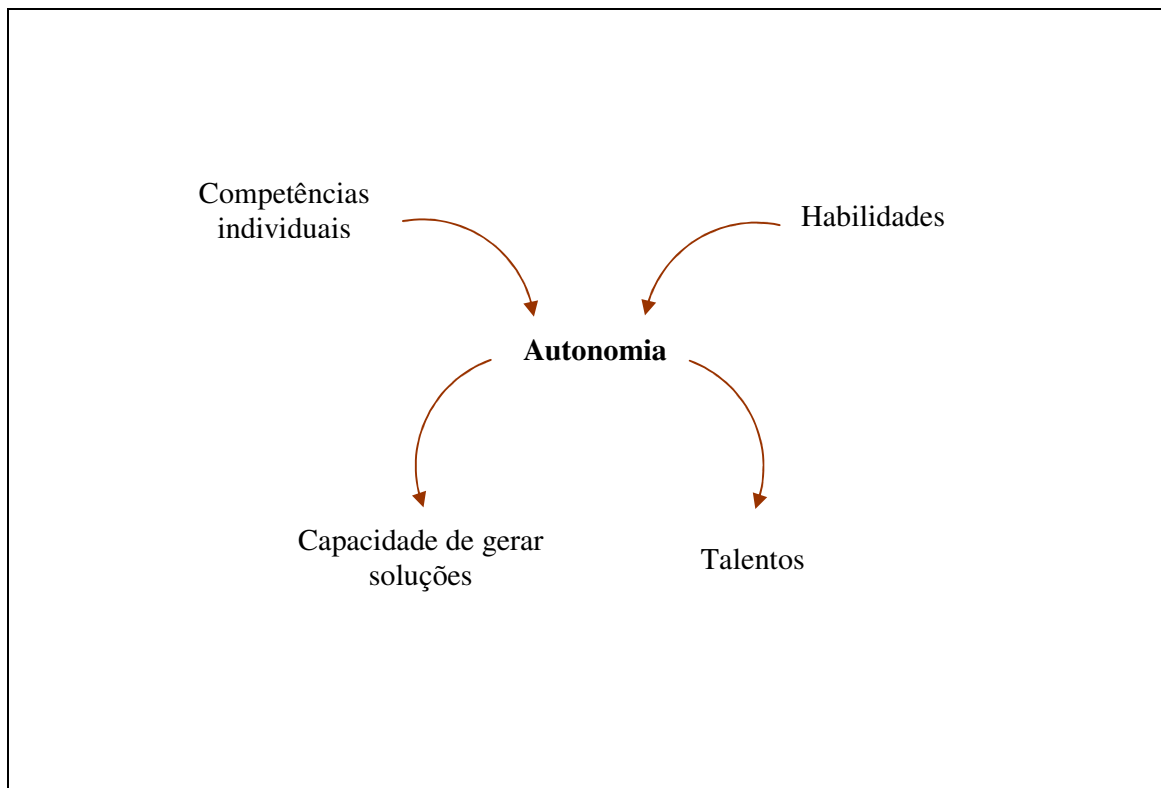 Competências
individuais
Habilidades
Autonomia
Capacidade de gerar
soluções
Talentos